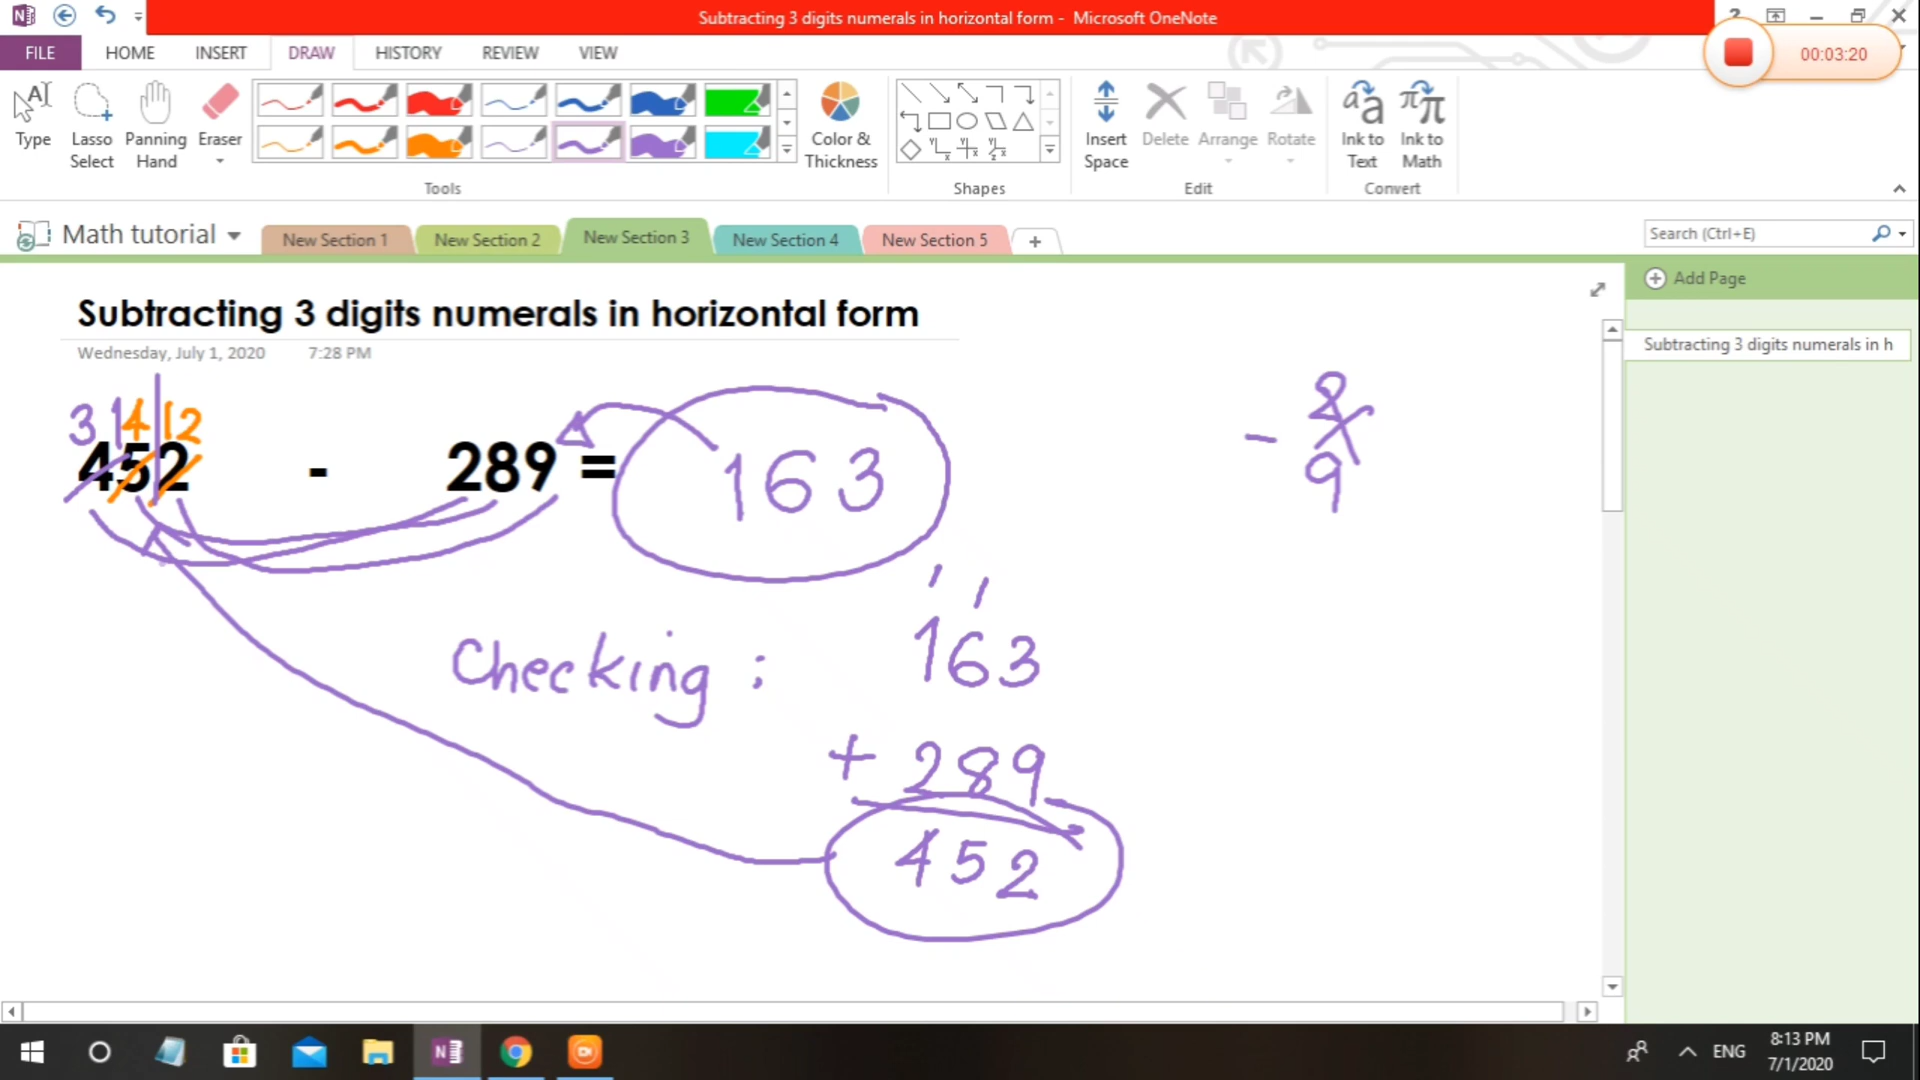 Subtracting 3 digits numerals in horizontal form - Microsoft OneNote
?
00:03:20
FILE HOME INSERT DRAW HISTORY REVIEW VIEW
Type
Lasso Select
Panning Hand
Eraser
Color & Thickness
Insert Space
Delete
Arrange
Rotate
Ink to Text
Ink to Math
Tools
Shapes
Edit
Convert
Math tutorial
New Section 1 New Section 2 New Section 3 New Section 4 New Section 5 +
Search (Ctrl+E)
Add Page
Subtracting 3 digits numerals in h
Subtracting 3 digits numerals in horizontal form
Wednesday, July 1, 2020 7:28 PM
3 14 12
452 - 289 = 163
- 9
1 1
Checking : 163
+ 289
452
ENG
8:13 PM
7/1/2020